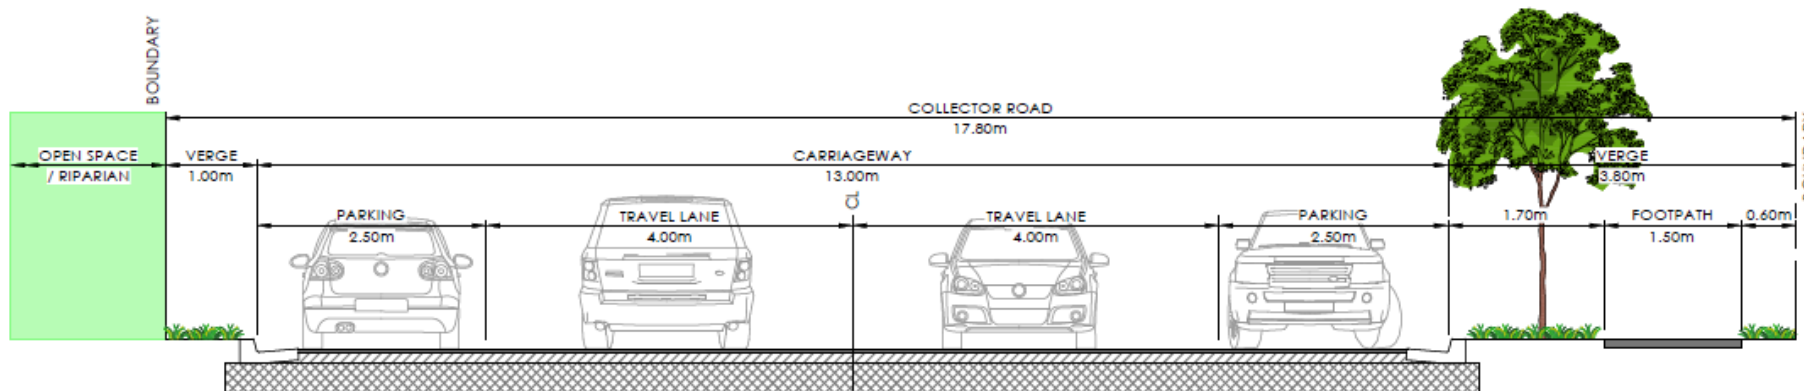 BOUNDARY
COLLECTOR ROAD
17.80m
OPEN SPACE
/ RIPARIAN
VERGE
1.00m
CARRIAGEWAY
13.00m
VERGE
3.80m
CL
PARKING
2.50m
TRAVEL LANE
4.00m
TRAVEL LANE
4.00m
PARKING
2.50m
1.70m
FOOTPATH
1.50m
0.60m